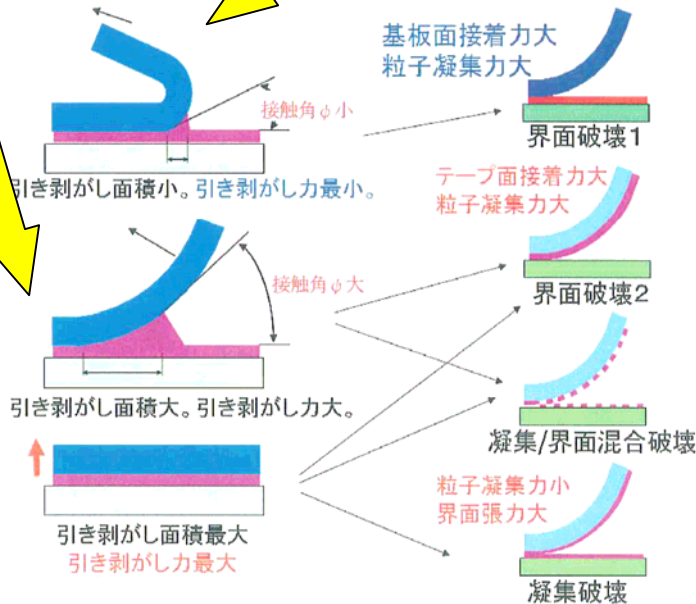 接触角φ小
引き剥がし面積小。引き剥がし力最小。
接触角φ大
引き剥がし面積大。引き剥がし力大。
引き剥がし面積最大
引き剥がし力最大
基板面接着力大
粒子凝集力大
界面破壊1
テープ面接着力大
粒子凝集力大
界面破壊2
凝集/界面混合破壊
粒子凝集力小
界面張力大
凝集破壊